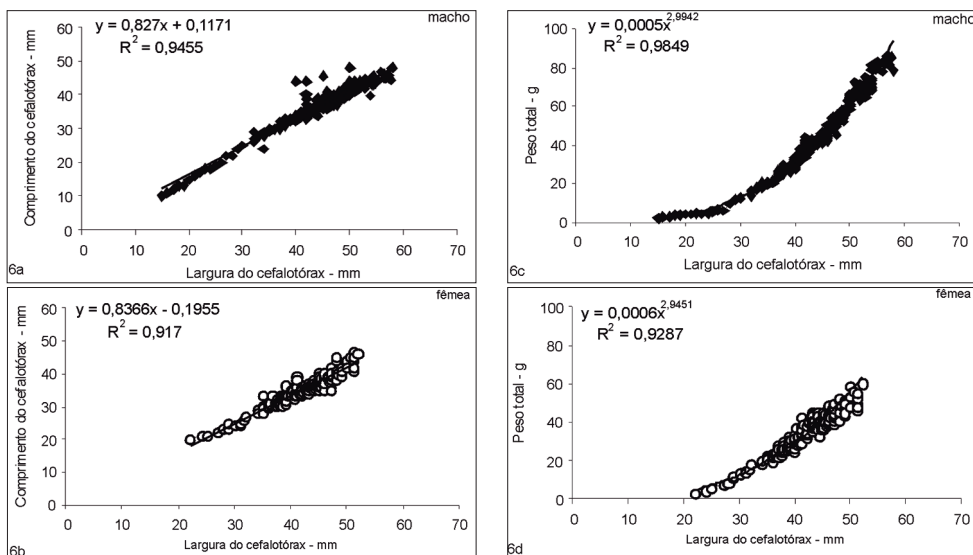 macho
y = 0,827x + 0,1171
R² = 0,9455
Comprimento do cefalotórax - mm
60
50
40
30
20
10
0
0 10 20 30 40 50 60 70
Largura do cefalotórax - mm
6a
macho
y = 0,0005x^2,9942
R² = 0,9849
Peso total - g
100
80
60
40
20
0
0 10 20 30 40 50 60 70
Largura do cefalotórax - mm
6c
fêmea
y = 0,8366x - 0,1955
R² = 0,917
Comprimento do cefalotórax - mm
60
50
40
30
20
10
0
0 10 20 30 40 50 60 70
Largura do cefalotórax - mm
6b
fêmea
y = 0,0006x^2,9451
R² = 0,9287
Peso total - g
100
80
60
40
20
0
0 10 20 30 40 50 60 70
Largura do cefalotórax - mm
6d